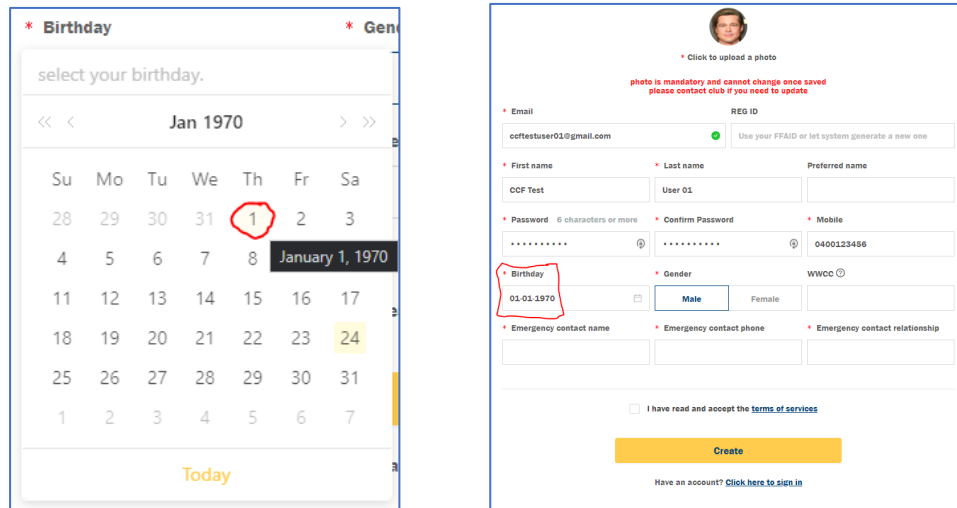 * Birthday * Gen
select your birthday.
« < Jan 1970 > »
Su Mo Tu We Th Fr Sa
28 29 30 31 1 2 3
4 5 6 7 8
January 1, 1970
11 12 13 14 15 16 17
18 19 20 21 22 23 24
25 26 27 28 29 30 31
1 2 3 4 5 6 7
Today
* Click to upload a photo
photo is mandatory and cannot change once saved
please contact club if you need to update
* Email REG ID
ccftestuser01@gmail.com Use your FFAID or let system generate a new one
* First name * Last name Preferred name
CCF Test User 01
* Password 6 characters or more * Confirm Password * Mobile
•••••••••• •••••••••• 0400123456
* Birthday * Gender WWCC ?
01-01-1970 Male Female
* Emergency contact name * Emergency contact phone * Emergency contact relationship
I have read and accept the terms of services
Create
Have an account? Click here to sign in